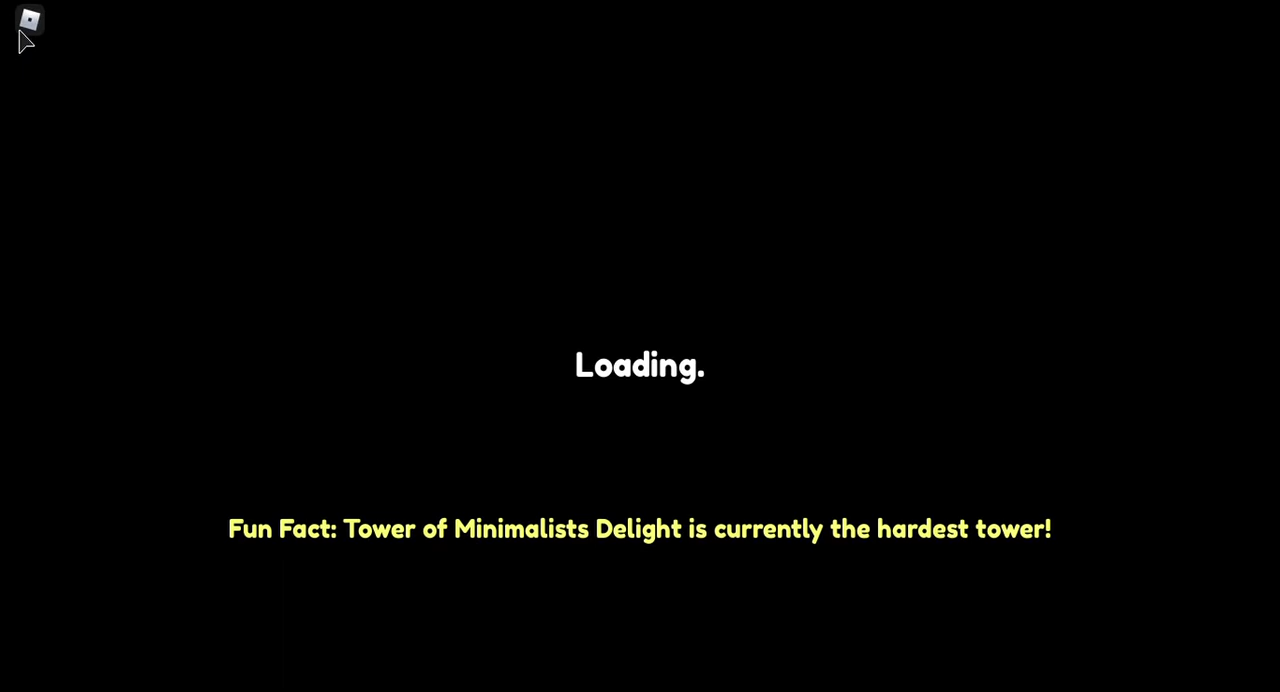 Loading.
Fun Fact: Tower of Minimalists Delight is currently the hardest tower!